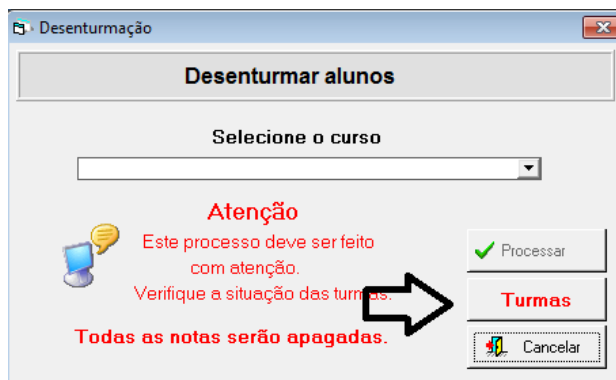 Desenturmação
Desenturmar alunos
Selecione o curso
Atenção
Este processo deve ser feito
com atenção.
Verifique a situação das turmas.
Todas as notas serão apagadas.
Processar
Turmas
Cancelar